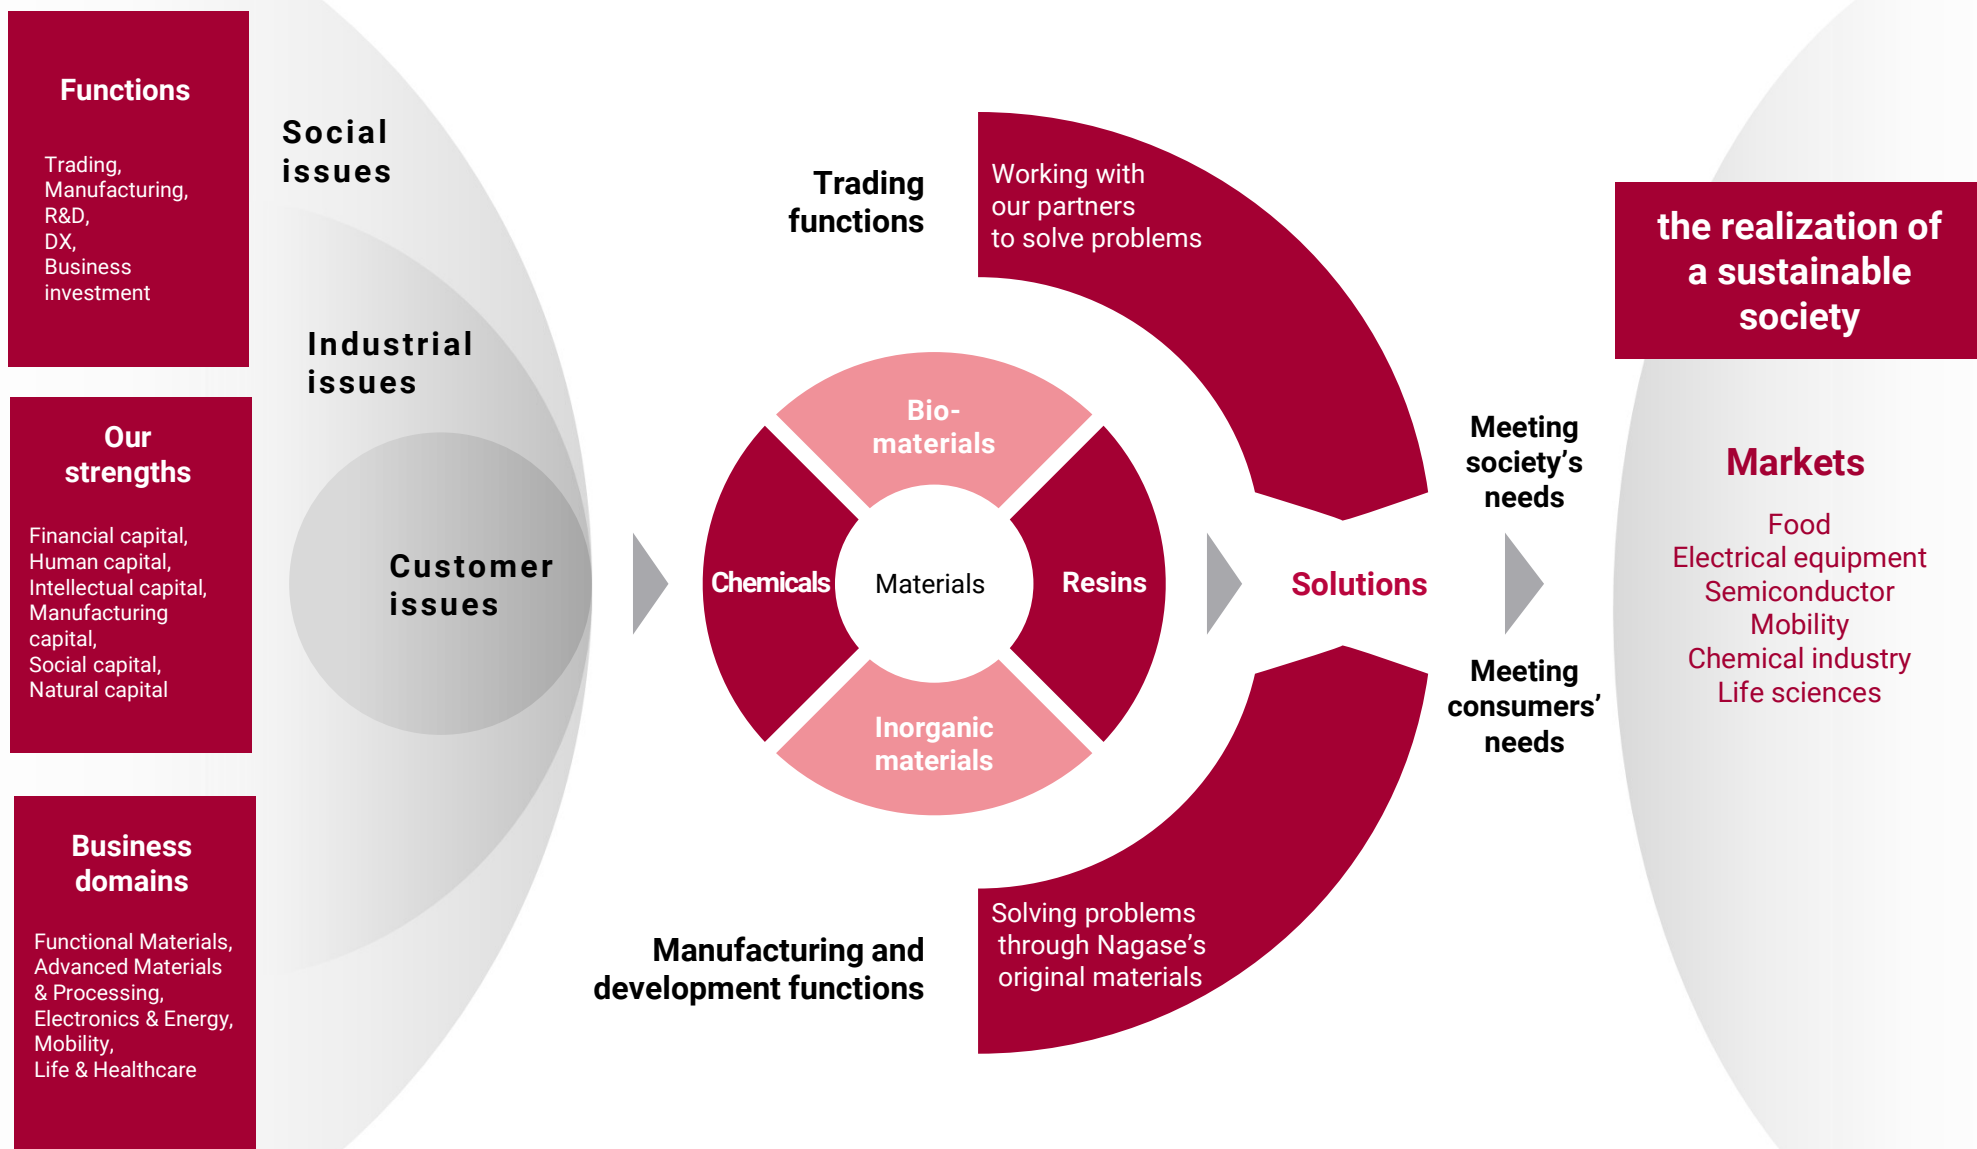 Functions
Trading,
Manufacturing,
R&D,
DX,
Business
investment
Our
strengths
Financial capital,
Human capital,
Intellectual capital,
Manufacturing
capital,
Social capital,
Natural capital
Business
domains
Functional Materials,
Advanced Materials
& Processing,
Electronics & Energy,
Mobility,
Life & Healthcare
Social
issues
Industrial
issues
Customer
issues
Trading
functions
Working with
our partners
to solve problems
Bio-
materials
Chemicals
Materials
Resins
Inorganic
materials
Manufacturing and
development functions
Solving problems
through Nagase’s
original materials
Solutions
Meeting
society’s
needs
Meeting
consumers’
needs
the realization of
a sustainable
society
Markets
Food
Electrical equipment
Semiconductor
Mobility
Chemical industry
Life sciences